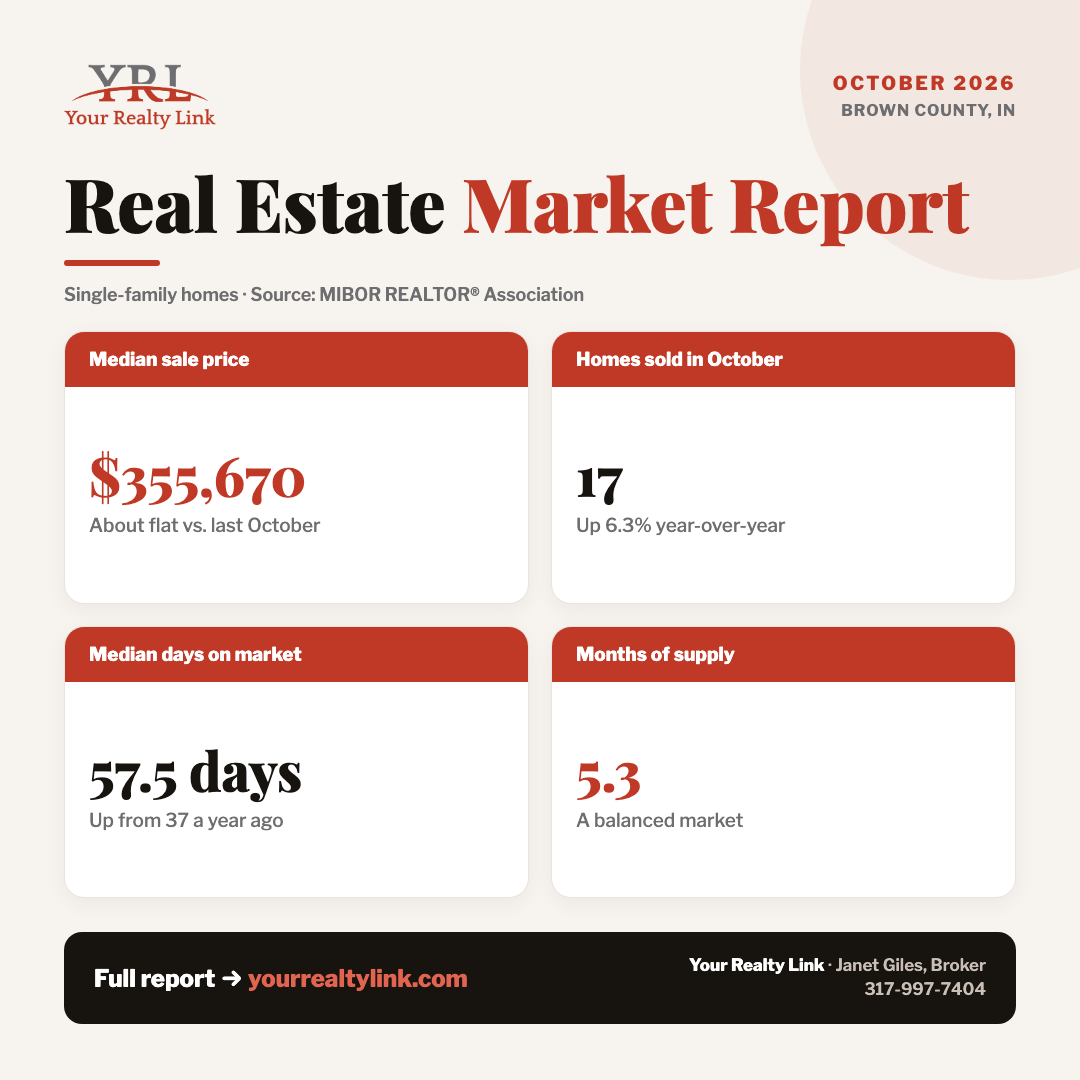 YRL
Your Realty Link
OCTOBER 2026
BROWN COUNTY, IN
Real Estate Market Report
Single-family homes · Source: MIBOR REALTOR® Association
Median sale price
$355,670
About flat vs. last October
Homes sold in October
17
Up 6.3% year-over-year
Median days on market
57.5 days
Up from 37 a year ago
Months of supply
5.3
A balanced market
Full report → yourrealtylink.com
Your Realty Link · Janet Giles, Broker
317-997-7404